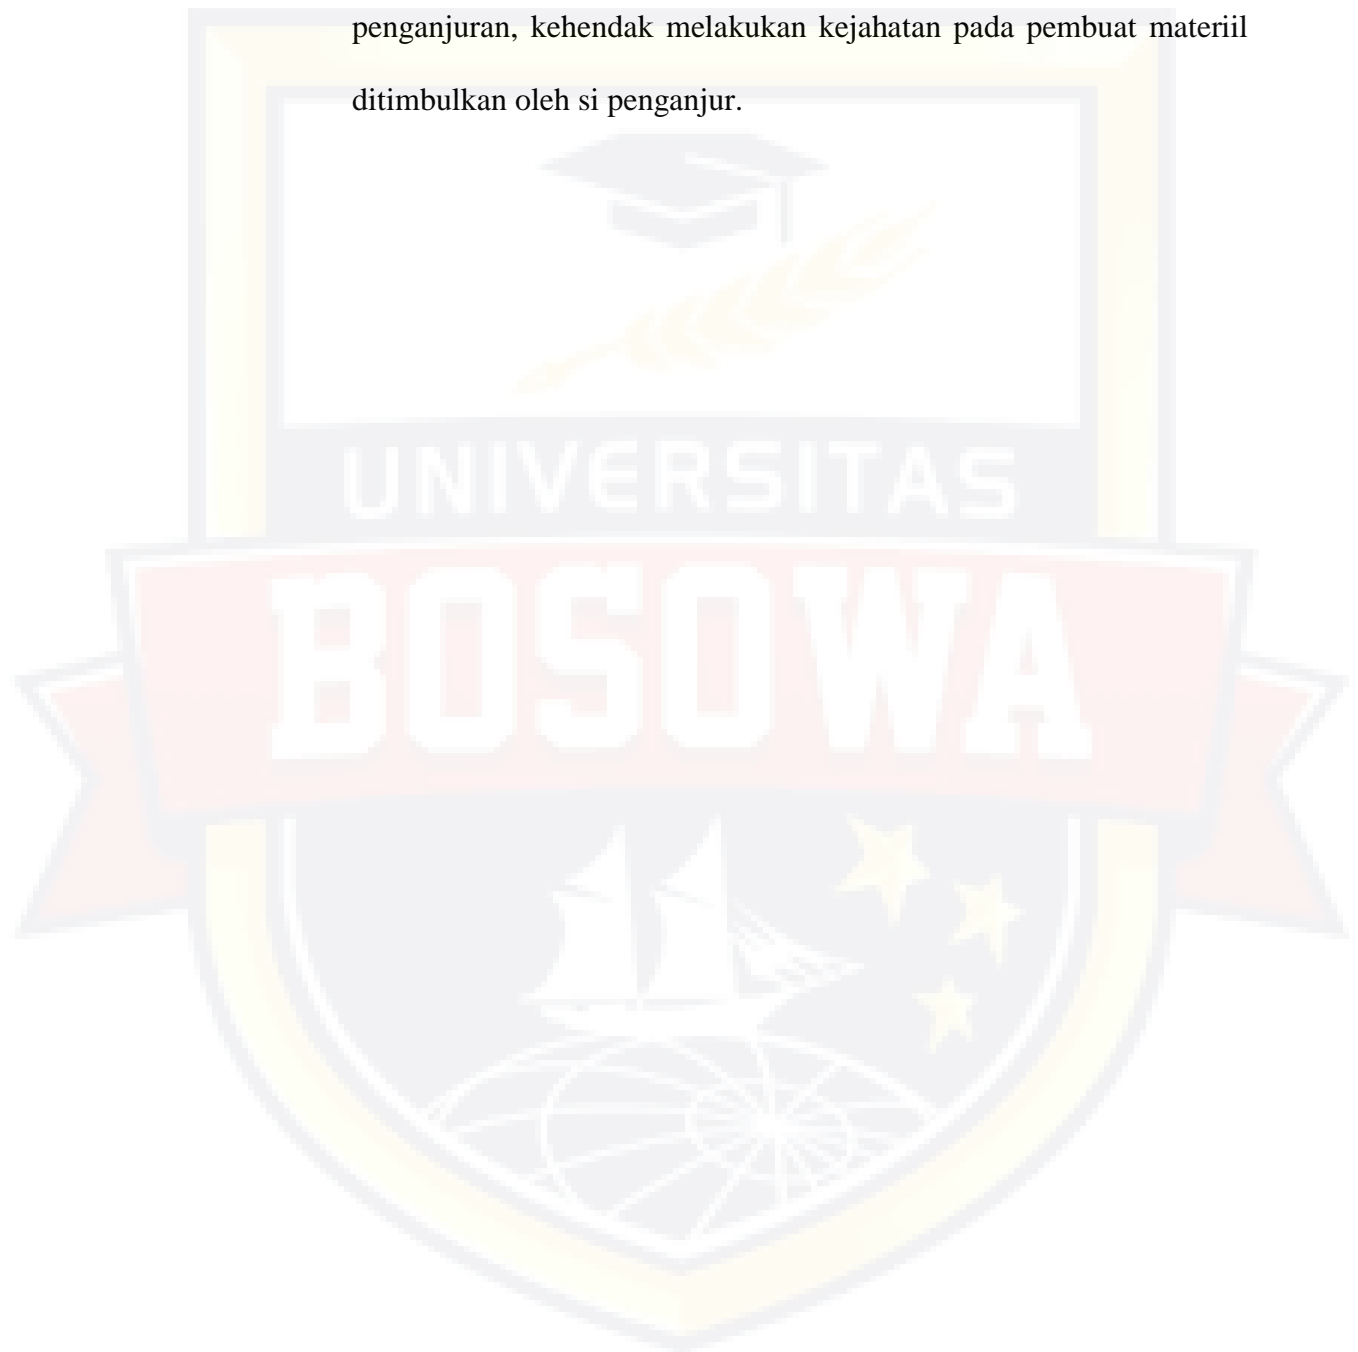 penganjuran, kehendak melakukan kejahatan pada pembuat materiil
ditimbulkan oleh si penganjur.
UNIVERSITAS
BOSOWA